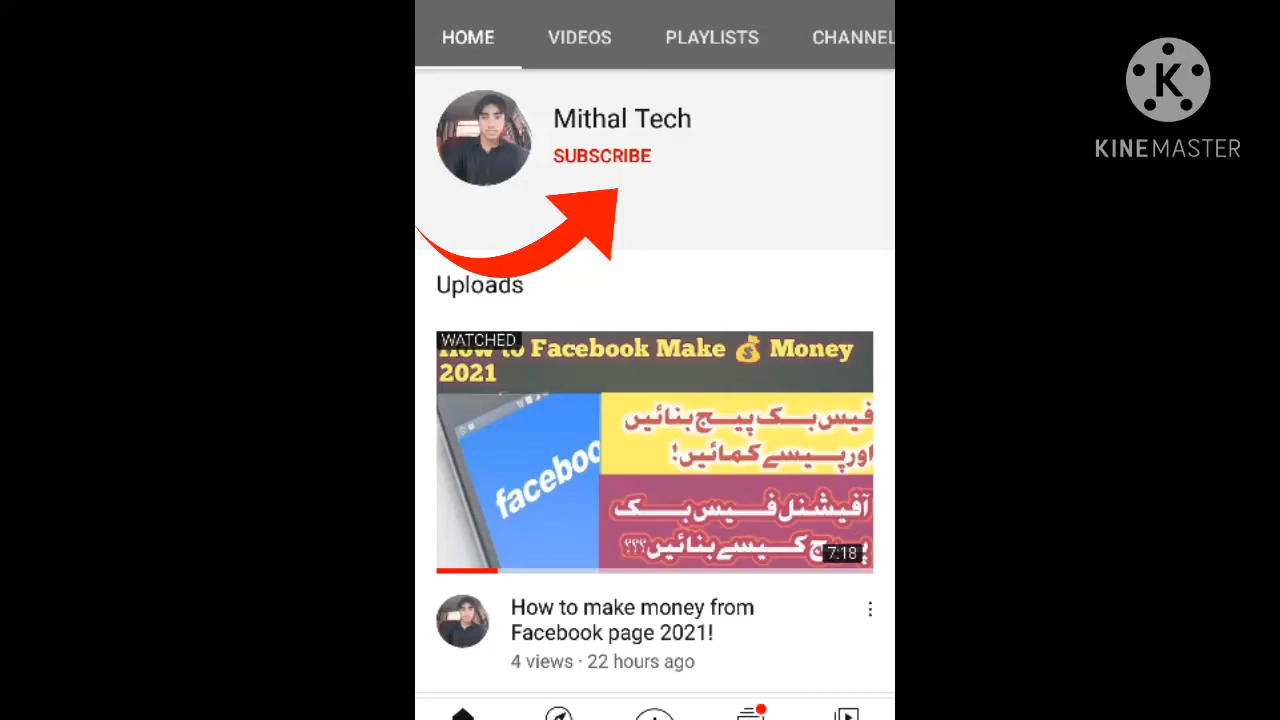 HOME VIDEOS PLAYLISTS CHANNEL
K
KINEMASTER
Mithal Tech
SUBSCRIBE
Uploads
WATCHED
How to Facebook Make 💰 Money
2021
facebook
فیس بک پیج بنائیں
اور پیسے کمائیں!
آفیشنل فیس بک
پیج کیسے بنائیں؟؟؟
7:18
How to make money from
Facebook page 2021!
4 views · 22 hours ago